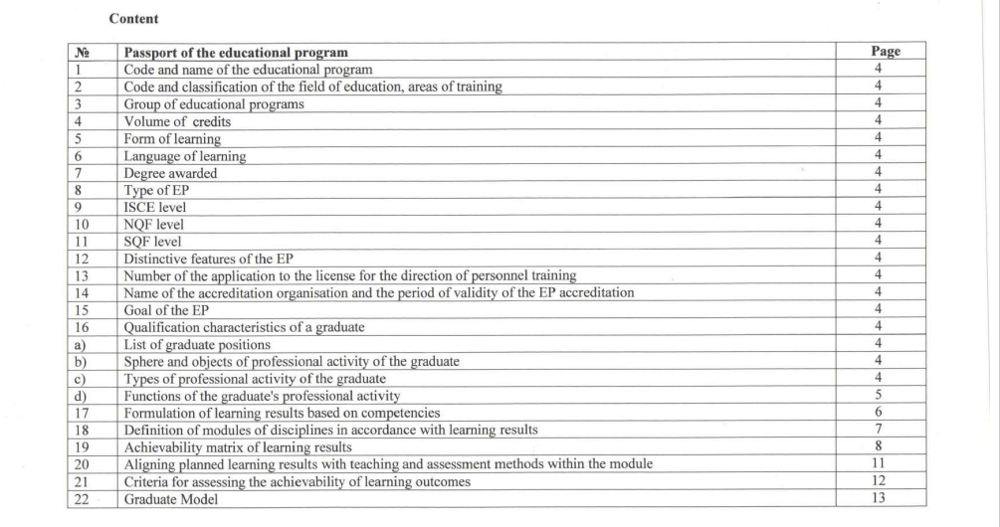 Content
№ Passport of the educational program Page
1 Code and name of the educational program 4
2 Code and classification of the field of education, areas of training 4
3 Group of educational programs 4
4 Volume of credits 4
5 Form of learning 4
6 Language of learning 4
7 Degree awarded 4
8 Type of EP 4
9 ISCE level 4
10 NQF level 4
11 SQF level 4
12 Distinctive features of the EP 4
13 Number of the application to the license for the direction of personnel training 4
14 Name of the accreditation organisation and the period of validity of the EP accreditation 4
15 Goal of the EP 4
16 Qualification characteristics of a graduate 4
a) List of graduate positions 4
b) Sphere and objects of professional activity of the graduate 4
c) Types of professional activity of the graduate 4
d) Functions of the graduate's professional activity 5
17 Formulation of learning results based on competencies 6
18 Definition of modules of disciplines in accordance with learning results 7
19 Achievability matrix of learning results 8
20 Aligning planned learning results with teaching and assessment methods within the module 11
21 Criteria for assessing the achievability of learning outcomes 12
22 Graduate Model 13